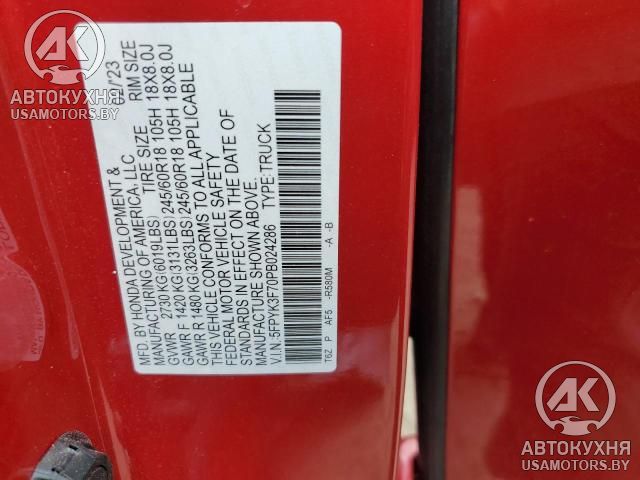 MFD. BY HONDA DEVELOPMENT &
MANUFACTURING OF AMERICA, LLC
GVWR 2730 KG(6019LBS) TIRE SIZE RIM SIZE
GAWR F 1420 KG(3131LBS)245/60R18 105H 18X8.0J
GAWR R 1480 KG(3263LBS)245/60R18 105H 18X8.0J
THIS VEHICLE CONFORMS TO ALL APPLICABLE
FEDERAL MOTOR VEHICLE SAFETY
STANDARDS IN EFFECT ON THE DATE OF
MANUFACTURE SHOWN ABOVE.
V.I.N.:5FPYK3F70PB024286 TYPE:TRUCK
T6Z P AF5 -R580M -A -B
АК
АВТОКУХНЯ
USAMOTORS.BY
АК
АВТОКУХНЯ
USAMOTORS.BY